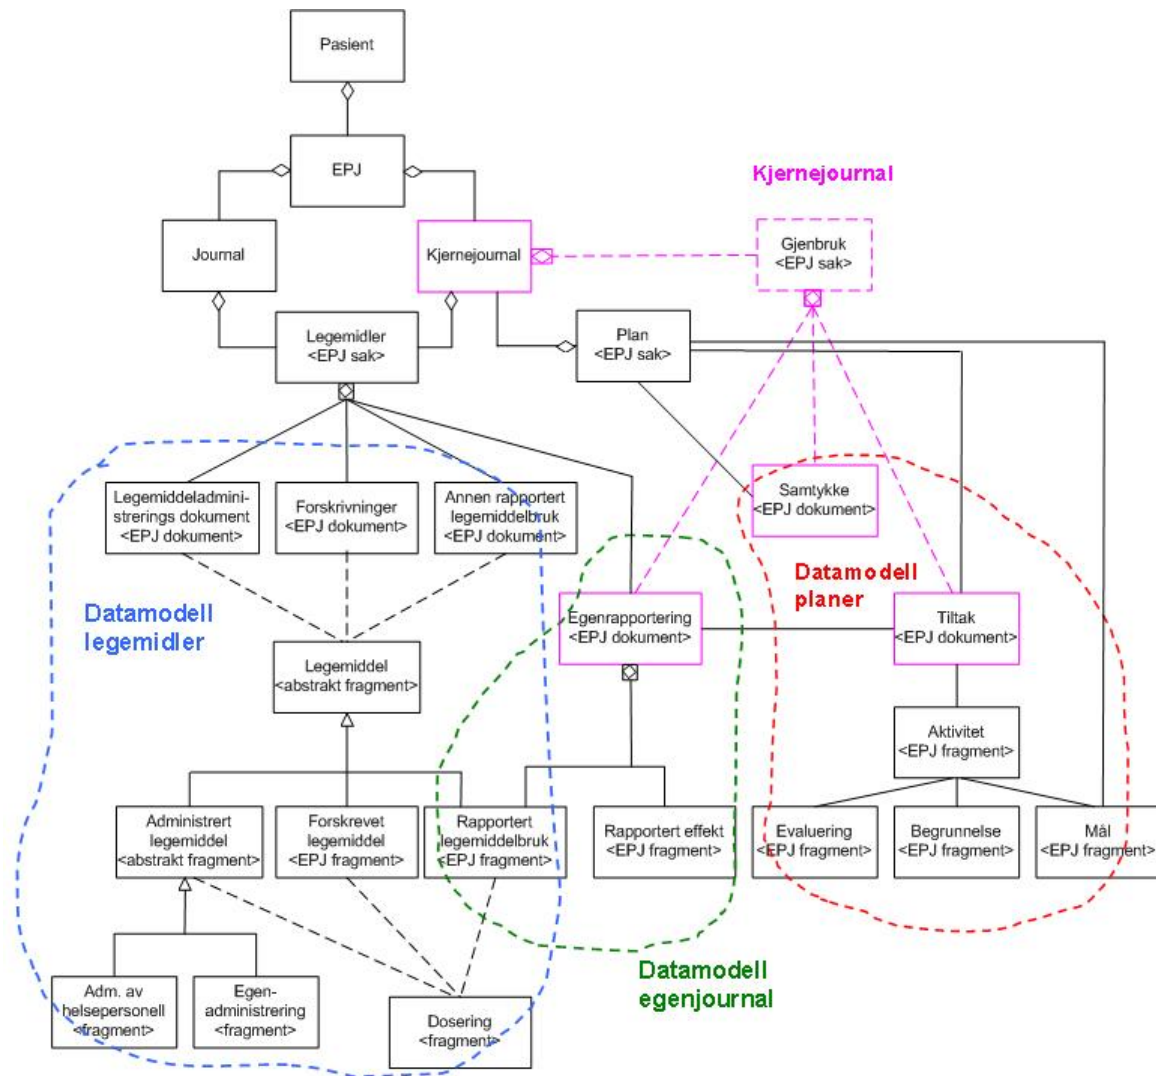 Pasient
EPJ
Kjernejournal
Journal
Kjernejournal
Gjenbruk
<EPJ sak>
Legemidler
<EPJ sak>
Plan
<EPJ sak>
Legemiddeladmini
strerings dokument
<EPJ dokument>
Forskrivninger
<EPJ dokument>
Annen rapportert
legemiddelbruk
<EPJ dokument>
Samtykke
<EPJ dokument>
Datamodell
legemidler
Datamodell
planer
Egenrapportering
<EPJ dokument>
Tiltak
<EPJ dokument>
Legemiddel
<abstrakt fragment>
Aktivitet
<EPJ fragment>
Administrert
legemiddel
<abstrakt fragment>
Forskrevet
legemiddel
<EPJ fragment>
Rapportert
legemiddelbruk
<EPJ fragment>
Rapportert effekt
<EPJ fragment>
Evaluering
<EPJ fragment>
Begrunnelse
<EPJ fragment>
Mål
<EPJ fragment>
Datamodell
egenjournal
Adm. av
helsepersonell
<fragment>
Egen-
administrering
<fragment>
Dosering
<fragment>